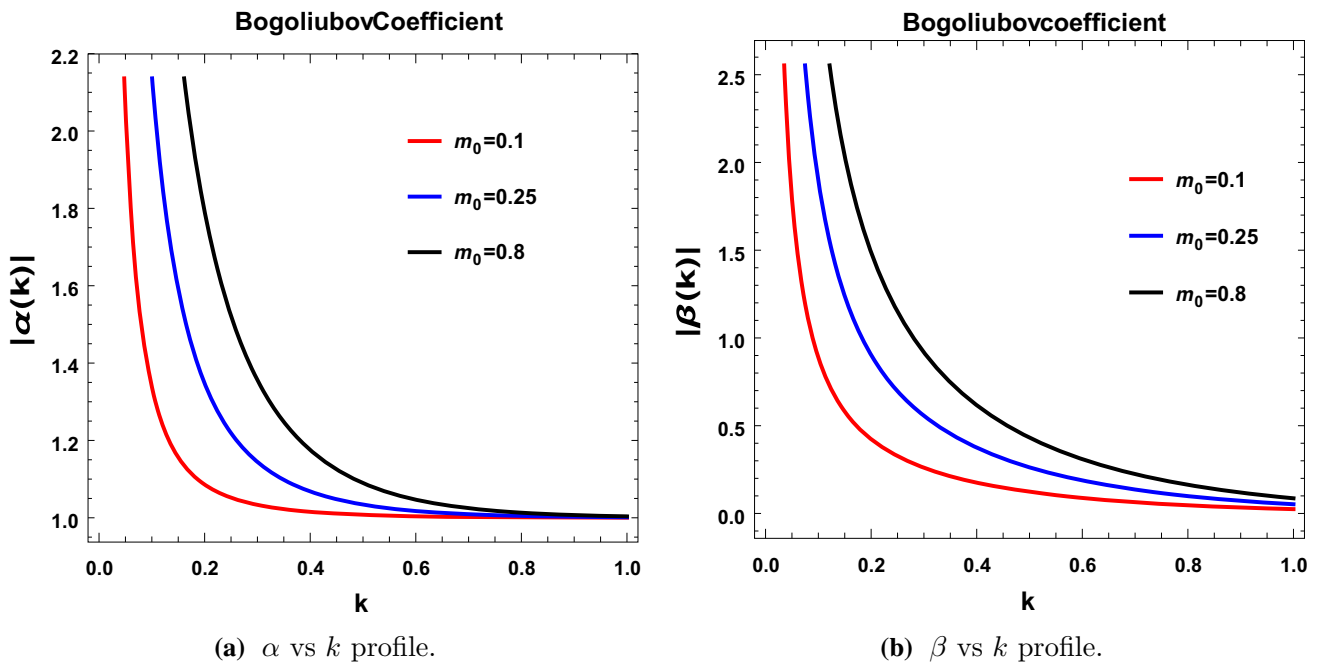 BogoliubovCoefficient
|α(k)|
2.2
2.0
1.8
1.6
1.4
1.2
1.0
m0=0.1
m0=0.25
m0=0.8
0.0 0.2 0.4 0.6 0.8 1.0
k
(a) α vs k profile.
Bogoliubovcoefficient
|β(k)|
2.5
2.0
1.5
1.0
0.5
0.0
m0=0.1
m0=0.25
m0=0.8
0.0 0.2 0.4 0.6 0.8 1.0
k
(b) β vs k profile.